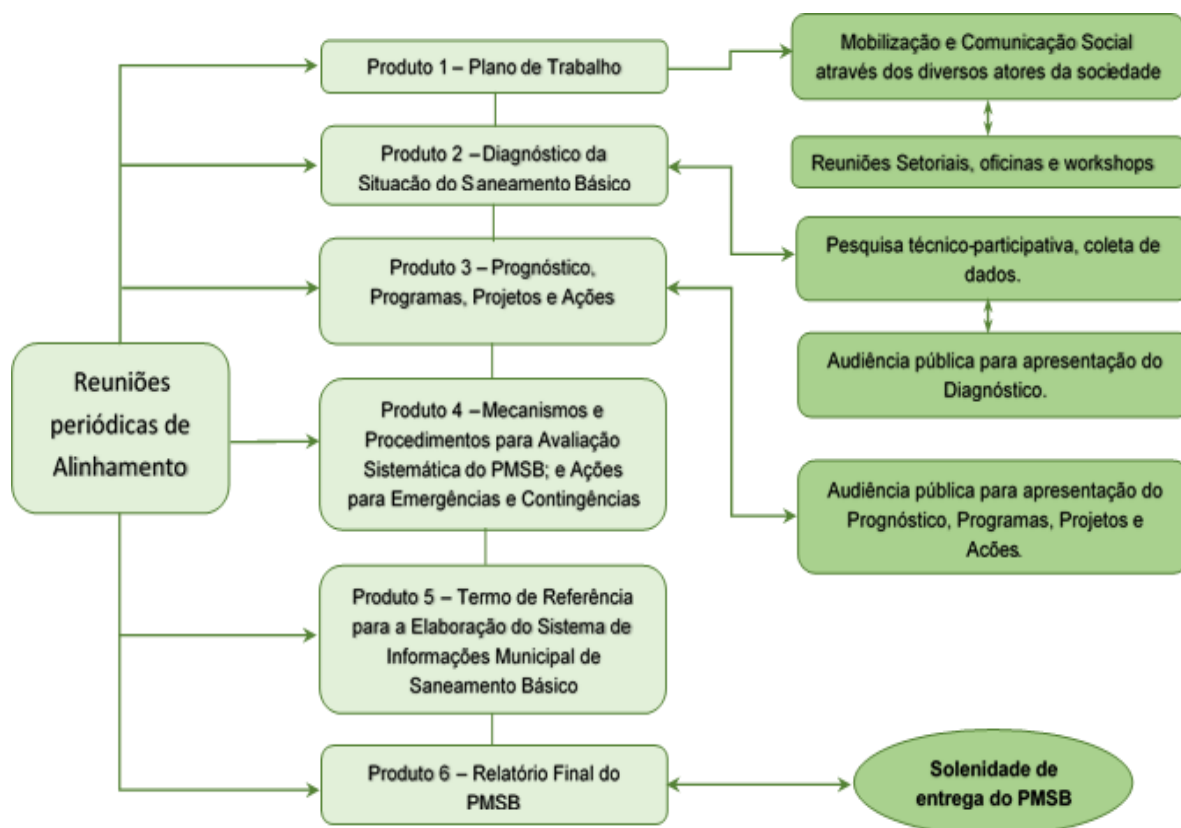 Reuniões
periódicas de
Alinhamento
Produto 1 – Plano de Trabalho
Produto 2 – Diagnóstico da
Situacão do Saneamento Básico
Produto 3 – Prognóstico,
Programas, Projetos e Ações
Produto 4 – Mecanismos e
Procedimentos para Avaliação
Sistemática do PMSB; e Ações
para Emergências e Contingências
Produto 5 – Termo de Referência
para a Elaboração do Sistema de
Informações Municipal de
Saneamento Básico
Produto 6 – Relatório Final do
PMSB
Mobilização e Comunicação Social
através dos diversos atores da sociedade
Reuniões Setoriais, oficinas e workshops
Pesquisa técnico-participativa, coleta de
dados.
Audiência pública para apresentação do
Diagnóstico.
Audiência pública para apresentação do
Prognóstico, Programas, Projetos e
Acões.
Solenidade de
entrega do PMSB